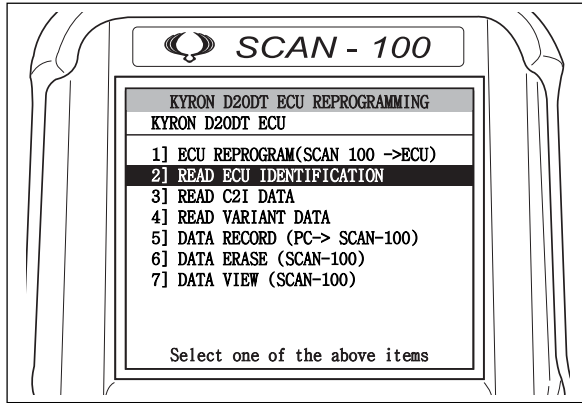 SCAN - 100
KYRON D20DT ECU REPROGRAMMING
KYRON D20DT ECU
1] ECU REPROGRAM(SCAN 100 ->ECU)
2] READ ECU IDENTIFICATION
3] READ C2I DATA
4] READ VARIANT DATA
5] DATA RECORD (PC-> SCAN-100)
6] DATA ERASE (SCAN-100)
7] DATA VIEW (SCAN-100)
Select one of the above items